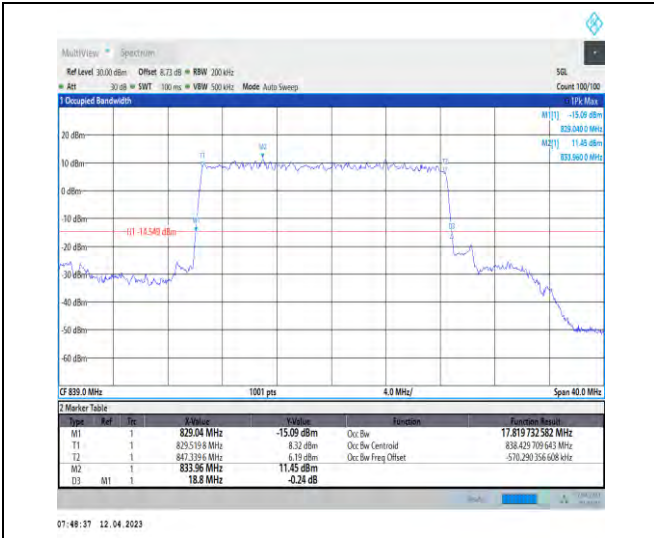 MultiView Spectrum
Ref Level 30.00 dBm Offset 8.73 dB RBW 200 kHz SGL
Att 30 dB SWT 100 ms VBW 500 kHz Mode Auto Sweep Count 100/100
1 Occupied Bandwidth 1Pk Max
M1[1] -15.09 dBm
829.040 0 MHz
M2[1] 11.45 dBm
833.960 0 MHz
20 dBm
M2
T1
10 dBm
0 dBm
-10 dBm
H1 -14.549 dBm
D3
-20 dBm
-30 dBm
-40 dBm
-50 dBm
-60 dBm
CF 839.0 MHz 1001 pts 4.0 MHz/ Span 40.0 MHz
2 Marker Table
Type Ref Trc X-Value Y-Value Function Function Result
M1 1 829.04 MHz -15.09 dBm Occ Bw 17.819 732 582 MHz
T1 1 829.519 8 MHz 8.32 dBm Occ Bw Centroid 838.429 709 643 MHz
T2 1 847.339 6 MHz 6.19 dBm Occ Bw Freq Offset -570.290 356 608 kHz
M2 1 833.96 MHz 11.45 dBm
D3 M1 1 18.8 MHz -0.24 dB
07:48:37 12.04.2023